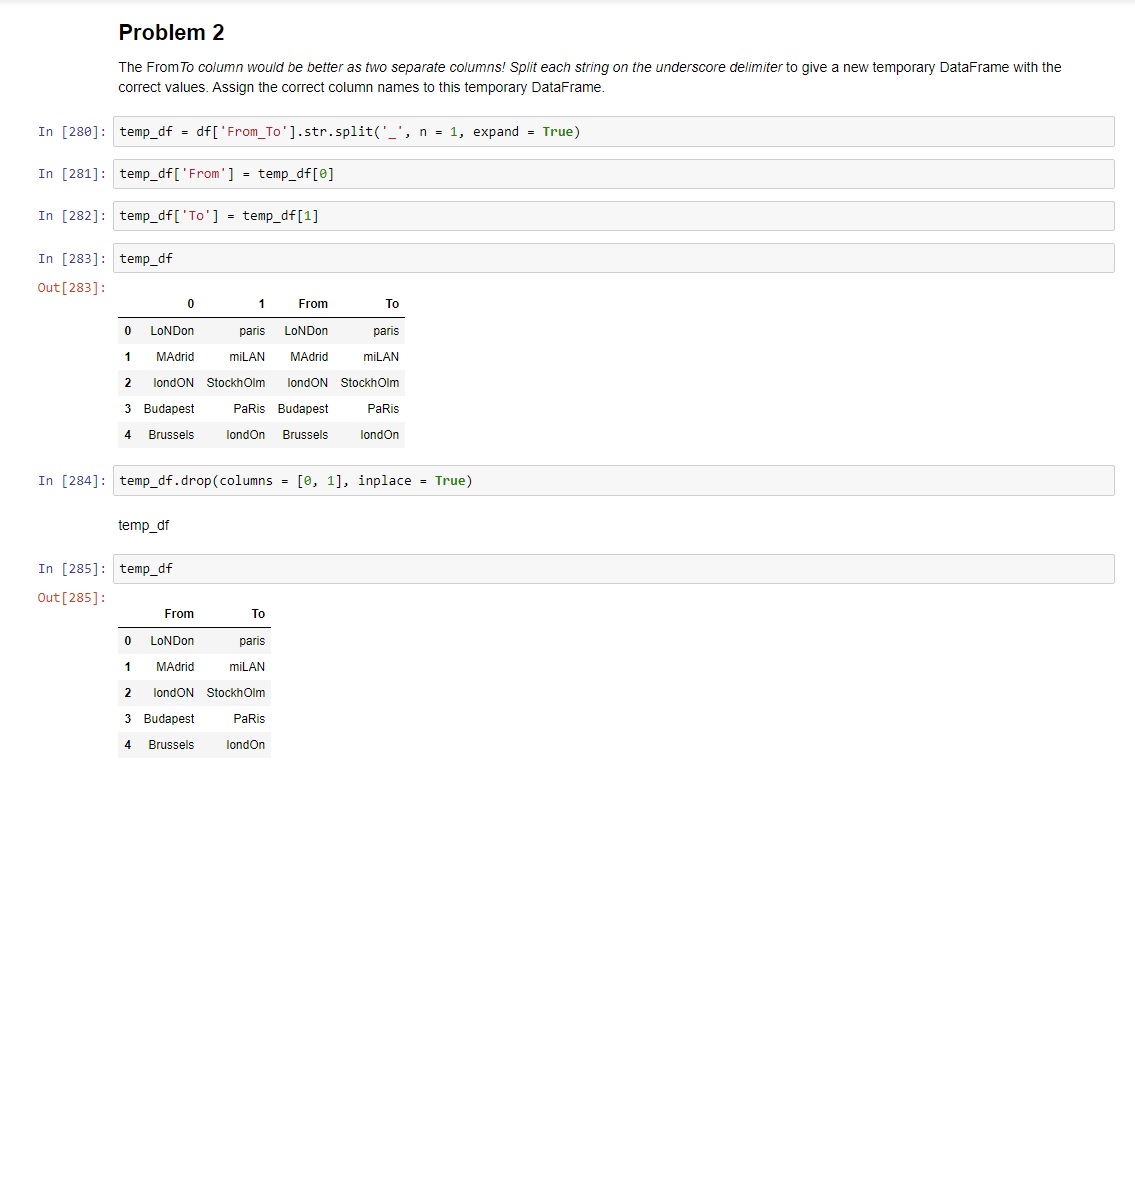 Problem 2
The FromTo column would be better as two separate columns! Split each string on the underscore delimiter to give a new temporary DataFrame with the
correct values. Assign the correct column names to this temporary DataFrame.
In [280]: temp_df = df['From_To'].str.split('_', n = 1, expand = True)
In [281]: temp_df['From'] = temp_df[0]
In [282]: temp_df['To'] = temp_df[1]
In [283]: temp_df
Out[283]:
0 1 From To
0 LoNDon paris LoNDon paris
1 MAdrid miLAN MAdrid miLAN
2 londON StockhOlm londON StockhOlm
3 Budapest PaRis Budapest PaRis
4 Brussels londOn Brussels londOn
In [284]: temp_df.drop(columns = [0, 1], inplace = True)
temp_df
In [285]: temp_df
Out[285]:
From To
0 LoNDon paris
1 MAdrid miLAN
2 londON StockhOlm
3 Budapest PaRis
4 Brussels londOn